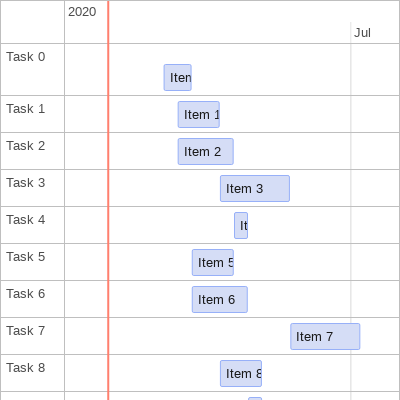 2020
Jul
Task 0
Task 1
Item 1
Task 2
Item 2
Task 3
Item 3
Task 4
Task 5
Item 5
Task 6
Item 6
Task 7
Item 7
Task 8
Item 8